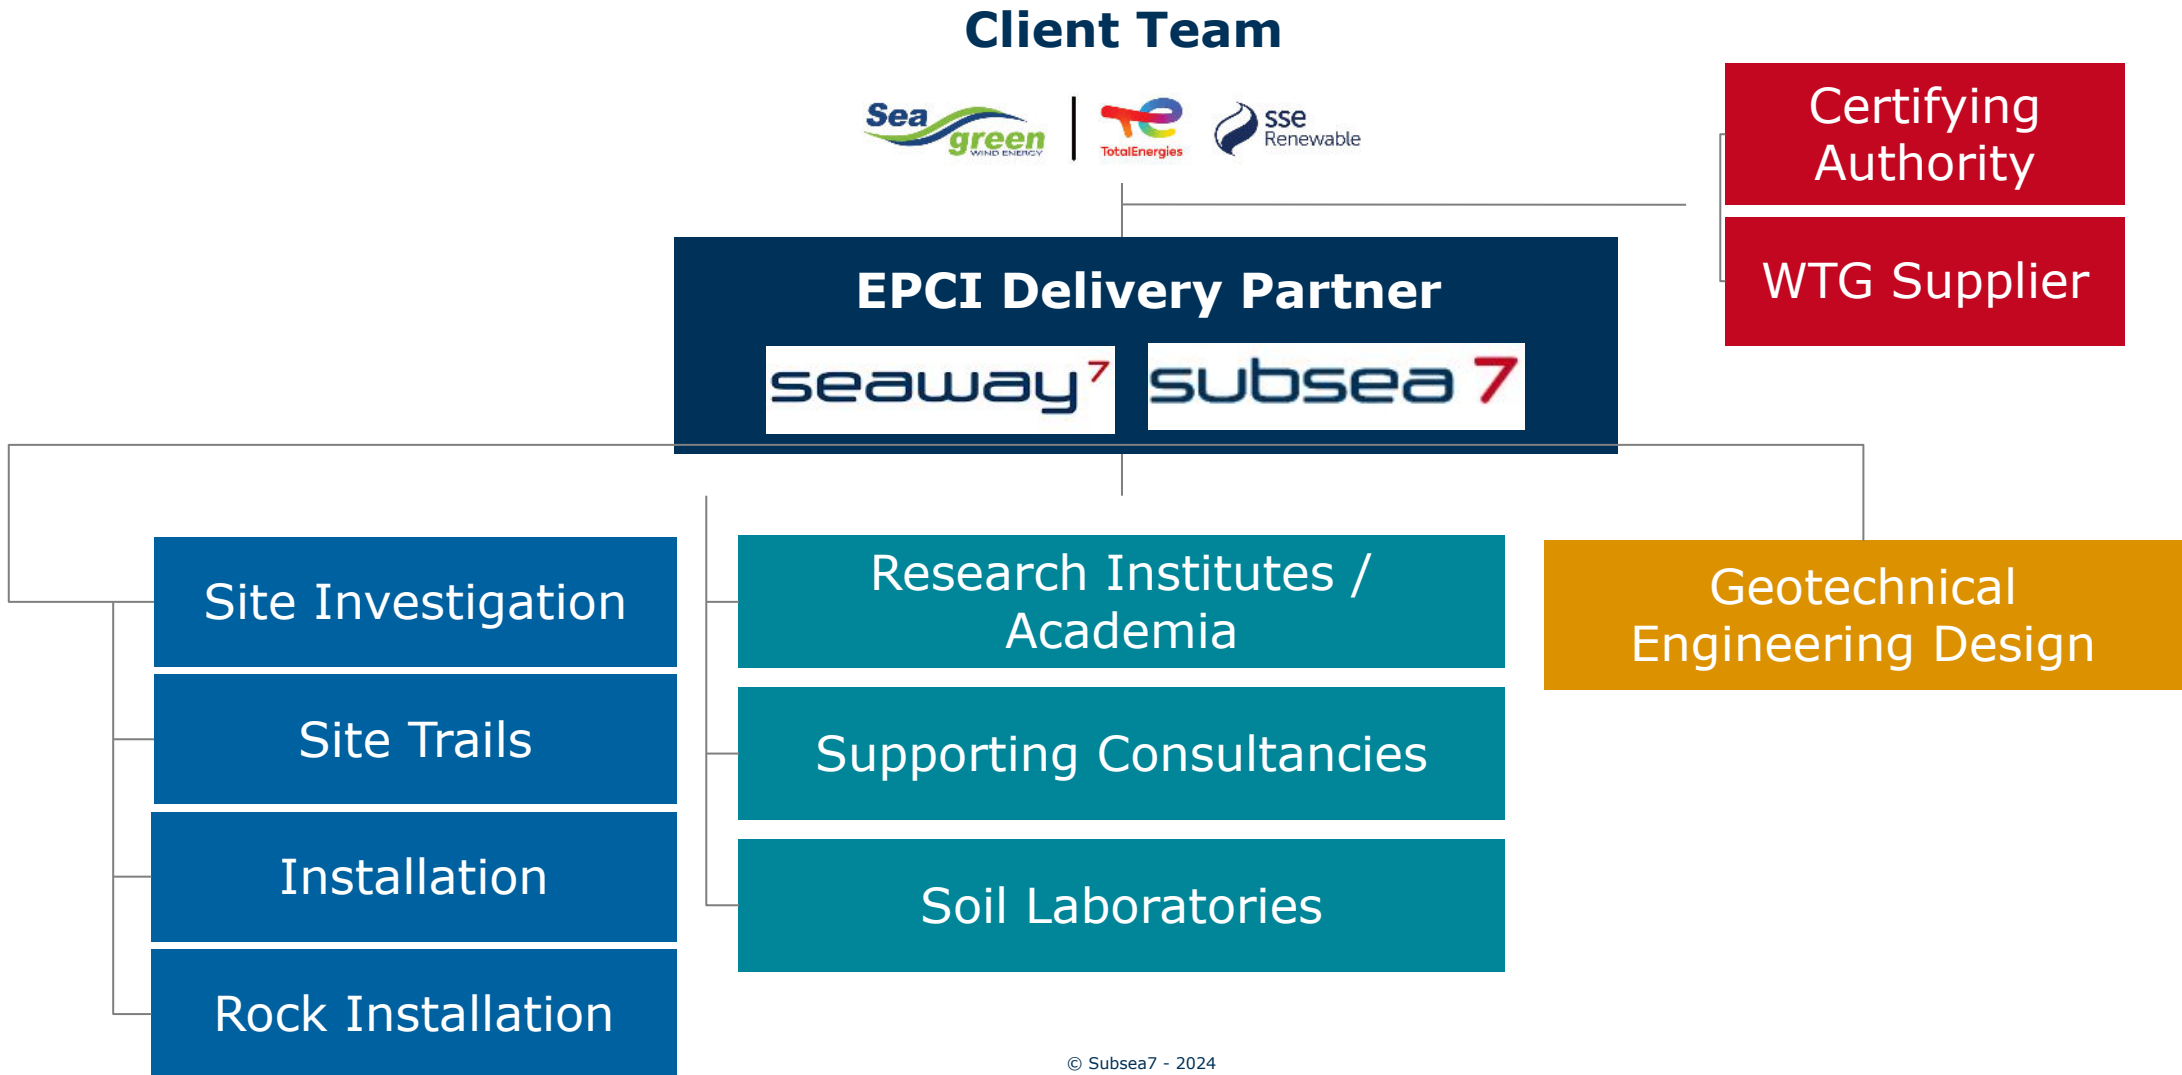 Client Team
Sea
green
WIND ENERGY
TotalEnergies
sse
Renewable
Certifying
Authority
WTG Supplier
EPCI Delivery Partner
seaway7
subsea 7
Site Investigation
Site Trails
Installation
Rock Installation
Research Institutes /
Academia
Supporting Consultancies
Soil Laboratories
Geotechnical
Engineering Design
© Subsea7 - 2024